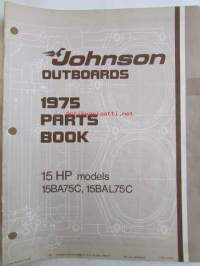 Johnson
OUTBOARDS
1975
PARTS
BOOK
15 HP models
15BA75C, 15BAL75C